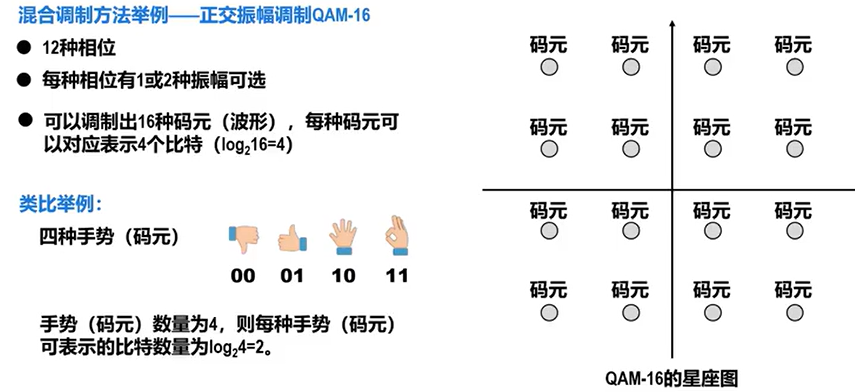 混合调制方法举例——正交振幅调制QAM-16
● 12种相位
● 每种相位有1或2种振幅可选
● 可以调制出16种码元（波形），每种码元可
以对应表示4个比特（log₂16=4）
类比举例：
四种手势（码元）
00 01 10 11
手势（码元）数量为4，则每种手势（码元）
可表示的比特数量为log₂4=2。
码元 码元 码元 码元
码元 码元 码元 码元
码元 码元 码元 码元
码元 码元 码元 码元
QAM-16的星座图